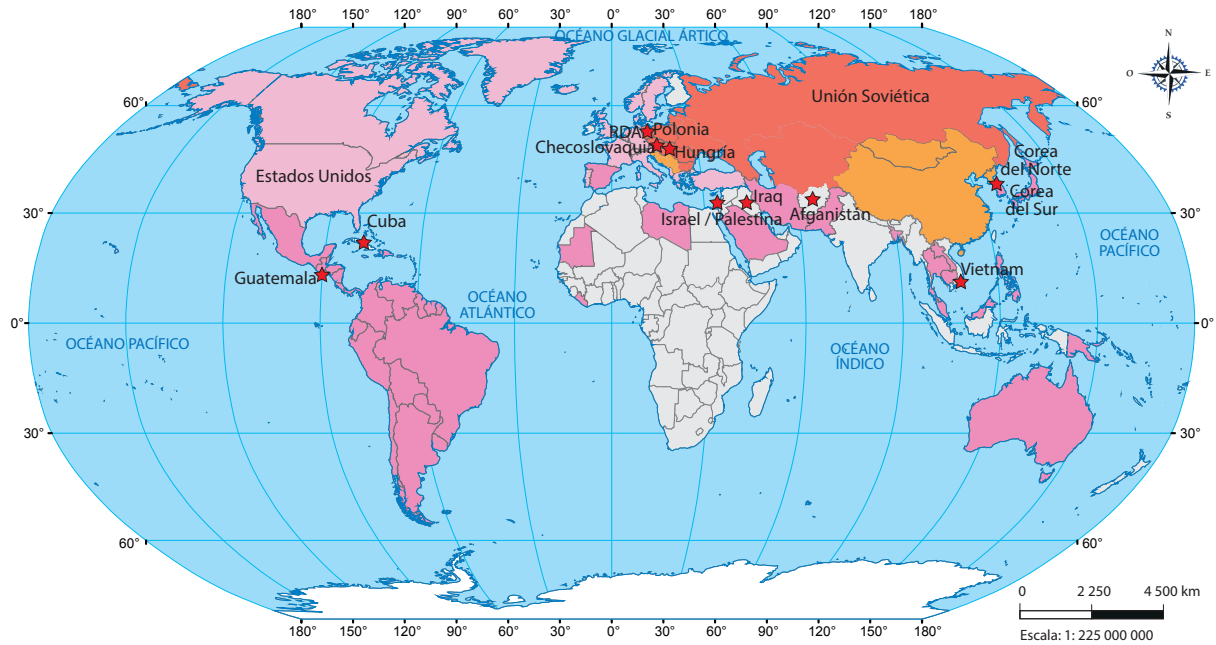 180° 150° 120° 90° 60° 30° 0° 30° 60° 90° 120° 150° 180°
OCÉANO GLACIAL ÁRTICO
N
O
E
S
60°
60°
Unión Soviética
RDA
Polonia
Checoslovaquia
Hungría
Corea
del Norte
Corea
del Sur
Estados Unidos
Iraq
Israel / Palestina
Afganistán
30°
30°
Cuba
OCÉANO
PACÍFICO
Guatemala
Vietnam
OCÉANO
ATLÁNTICO
0°
0°
OCÉANO PACÍFICO
OCÉANO
ÍNDICO
30°
30°
60°
60°
0 2 250 4 500 km
Escala: 1: 225 000 000
180° 150° 120° 90° 60° 30° 0° 30° 60° 90° 120° 150° 180°